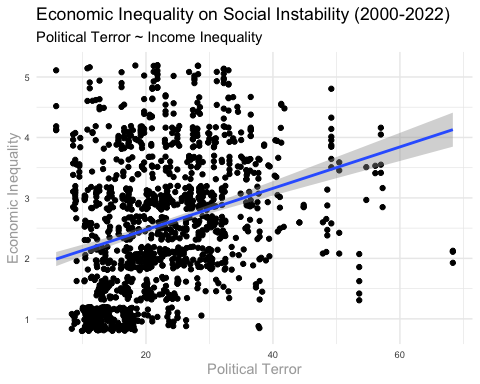 Economic Inequality on Social Instability (2000-2022)
Political Terror ~ Income Inequality
5
4
3
2
1
Economic Inequality
20
40
60
Political Terror